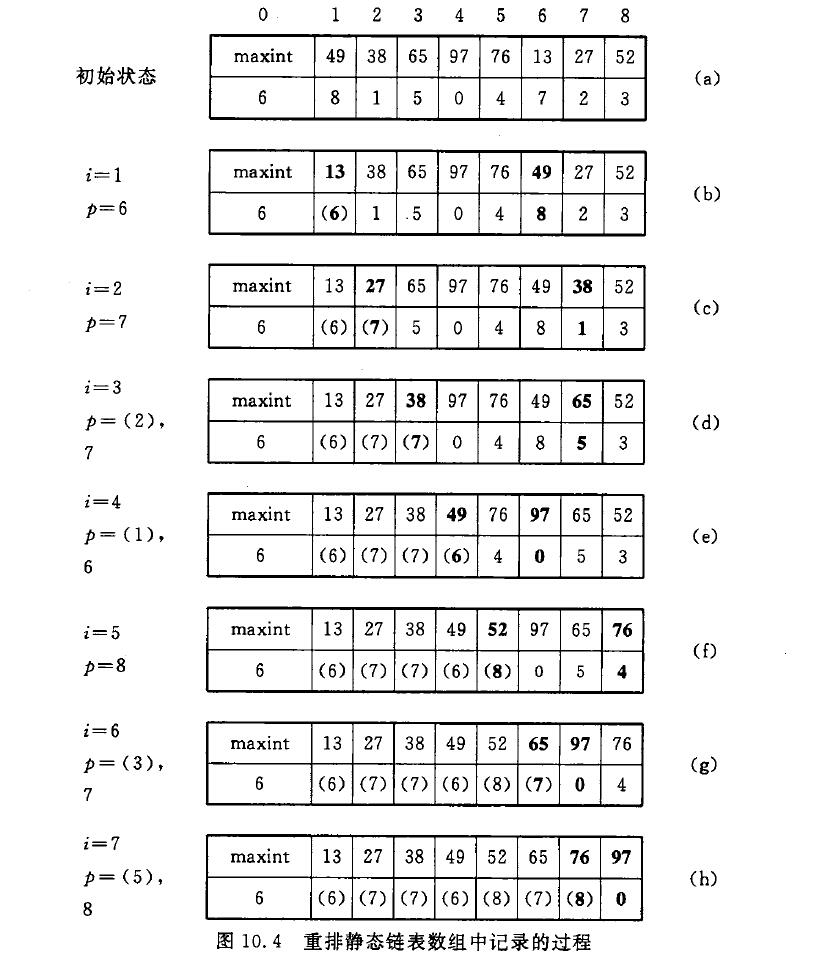 0 1 2 3 4 5 6 7 8
初始状态
maxint 49 38 65 97 76 13 27 52
6 8 1 5 0 4 7 2 3
(a)
i=1
p=6
maxint 13 38 65 97 76 49 27 52
6 (6) 1 5 0 4 8 2 3
(b)
i=2
p=7
maxint 13 27 65 97 76 49 38 52
6 (6) (7) 5 0 4 8 1 3
(c)
i=3
p=(2),
7
maxint 13 27 38 97 76 49 65 52
6 (6) (7) (7) 0 4 8 5 3
(d)
i=4
p=(1),
6
maxint 13 27 38 49 76 97 65 52
6 (6) (7) (7) (6) 4 0 5 3
(e)
i=5
p=8
maxint 13 27 38 49 52 97 65 76
6 (6) (7) (7) (6) (8) 0 5 4
(f)
i=6
p=(3),
7
maxint 13 27 38 49 52 65 97 76
6 (6) (7) (7) (6) (8) (7) 0 4
(g)
i=7
p=(5),
8
maxint 13 27 38 49 52 65 76 97
6 (6) (7) (7) (6) (8) (7) (8) 0
(h)
图 10.4 重排静态链表数组中记录的过程